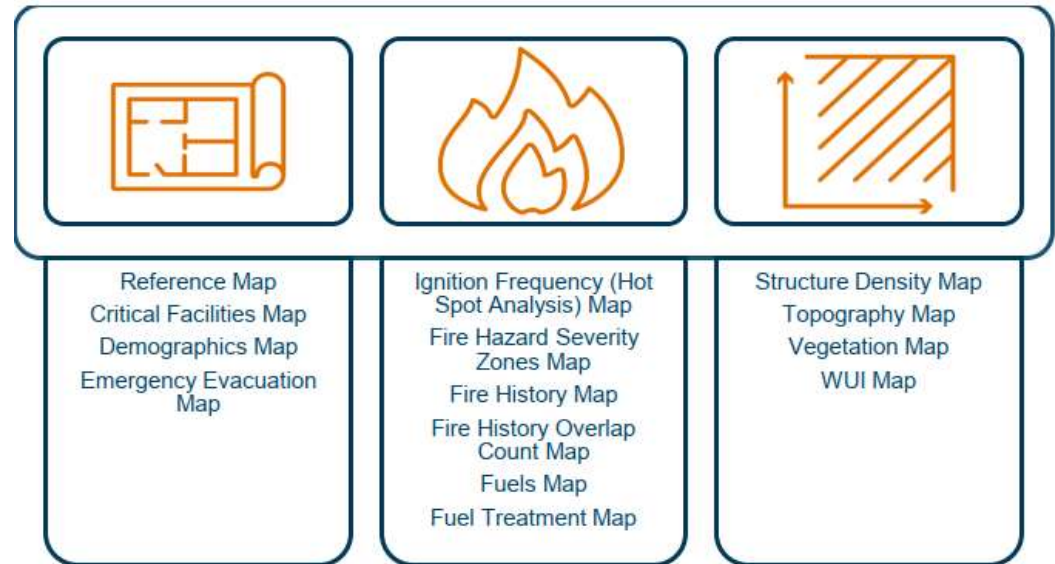 Reference Map
Critical Facilities Map
Demographics Map
Emergency Evacuation
Map
Ignition Frequency (Hot
Spot Analysis) Map
Fire Hazard Severity
Zones Map
Fire History Map
Fire History Overlap
Count Map
Fuels Map
Fuel Treatment Map
Structure Density Map
Topography Map
Vegetation Map
WUI Map